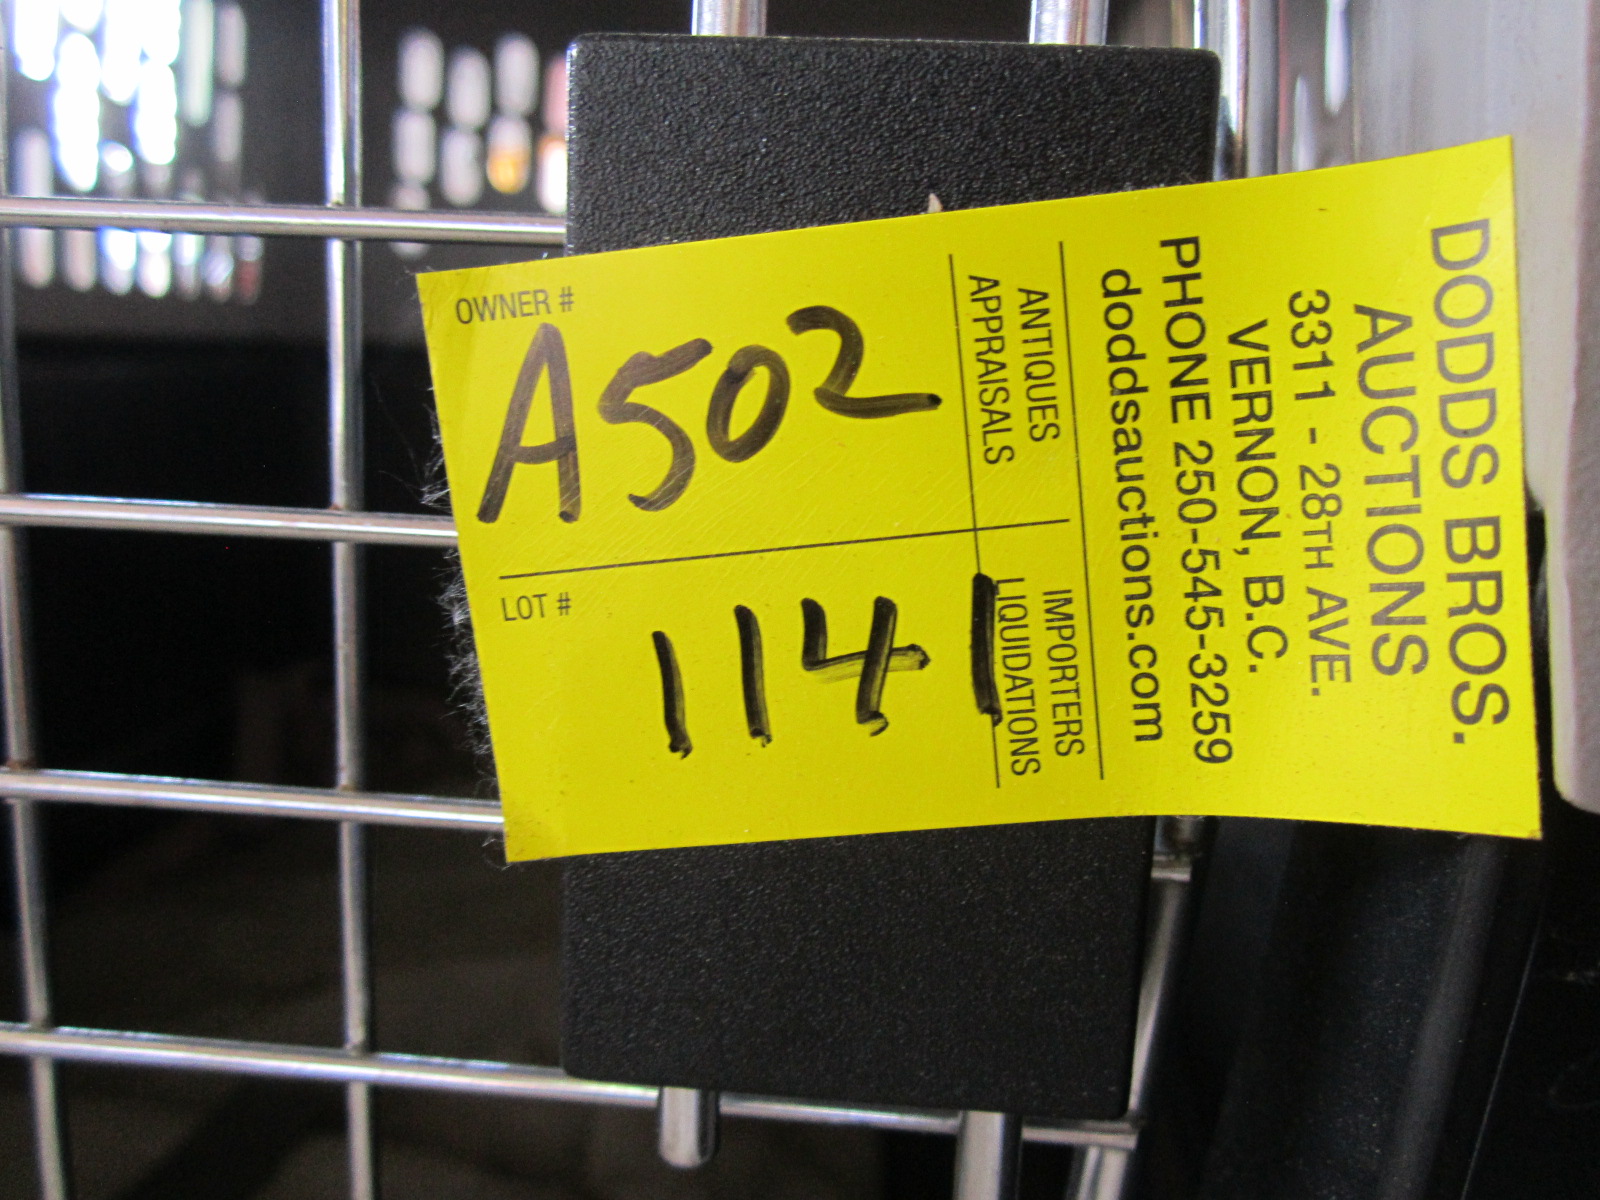 DODDS BROS.
AUCTIONS
3311 - 28TH AVE.
VERNON, B.C.
PHONE 250-545-3259
doddsauctions.com
ANTIQUES
APPRAISALS
IMPORTERS
LIQUIDATIONS
OWNER #
A502
LOT #
1141